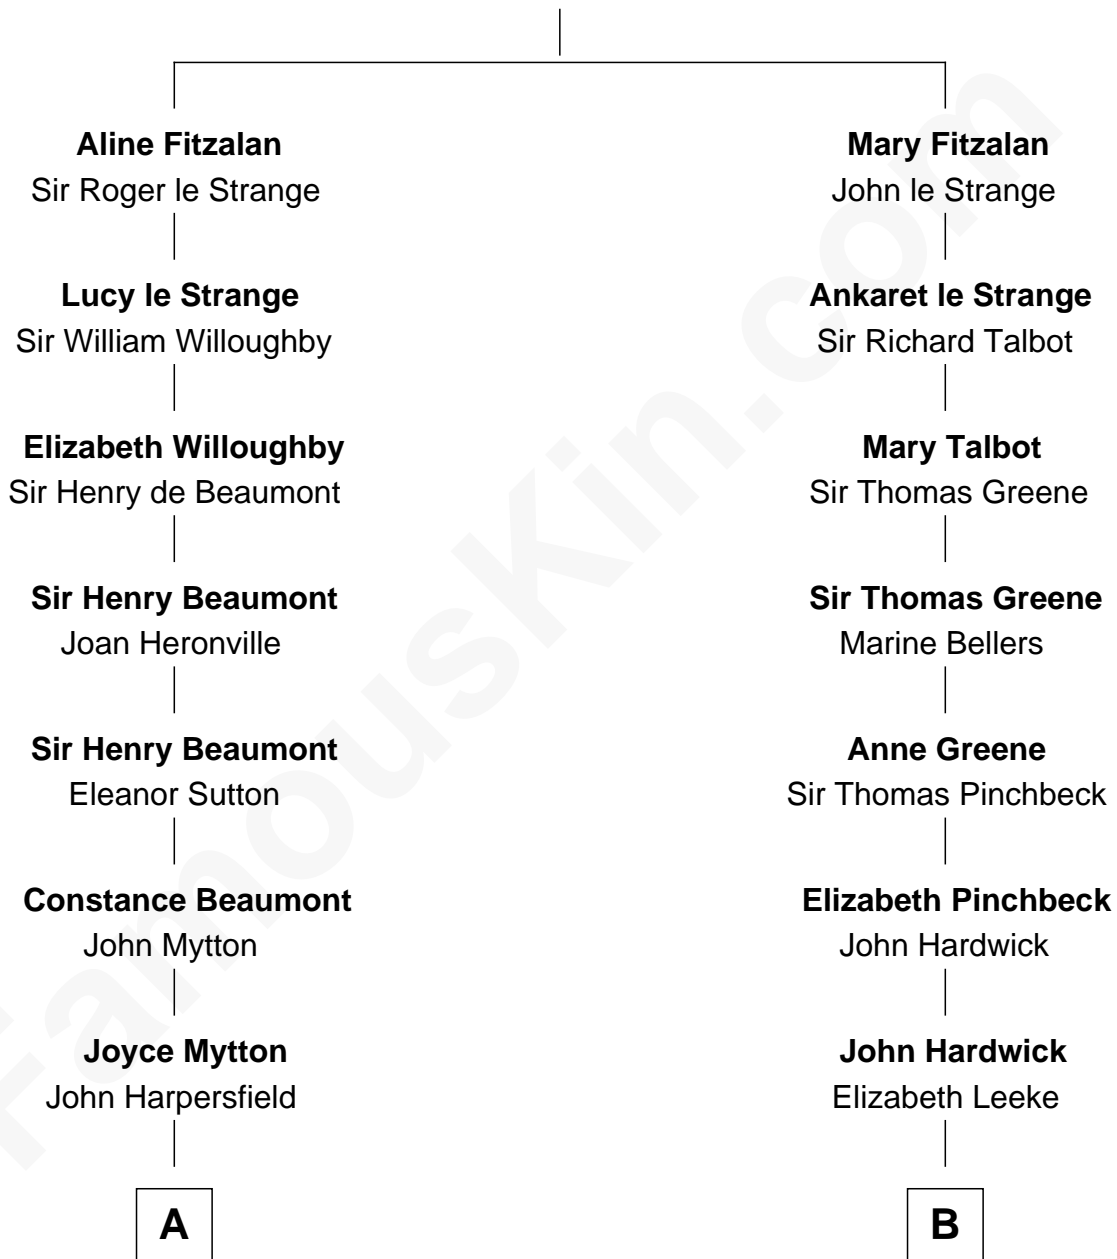 Aline Fitzalan
Sir Roger le Strange
Lucy le Strange
Sir William Willoughby
Elizabeth Willoughby
Sir Henry de Beaumont
Sir Henry Beaumont
Joan Heronville
Sir Henry Beaumont
Eleanor Sutton
Constance Beaumont
John Mytton
Joyce Mytton
John Harpersfield
A
Mary Fitzalan
John le Strange
Ankaret le Strange
Sir Richard Talbot
Mary Talbot
Sir Thomas Greene
Sir Thomas Greene
Marine Bellers
Anne Greene
Sir Thomas Pinchbeck
Elizabeth Pinchbeck
John Hardwick
John Hardwick
Elizabeth Leeke
B
FamousKin.com